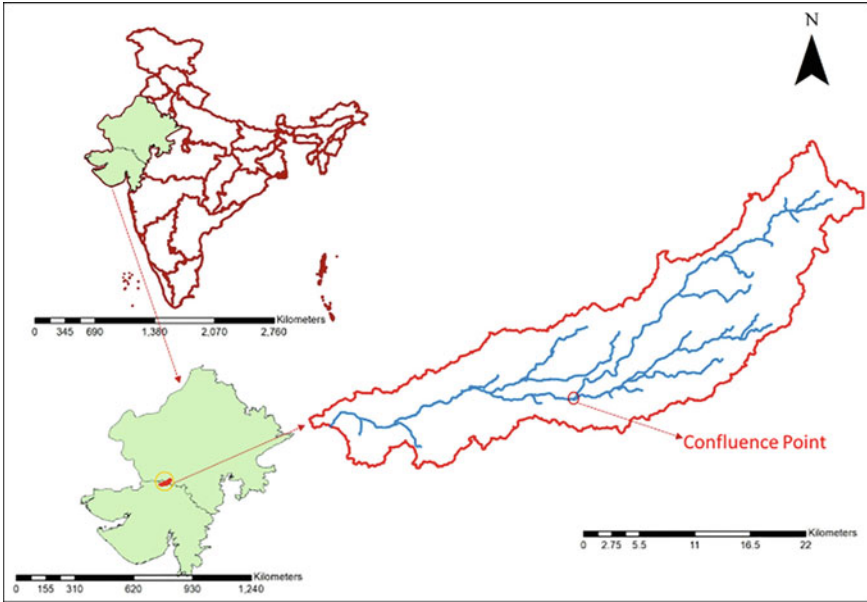 N
Kilometers
0 345 690 1,380 2,070 2,760
Confluence Point
Kilometers
0 2.75 5.5 11 16.5 22
Kilometers
0 155 310 620 930 1,240